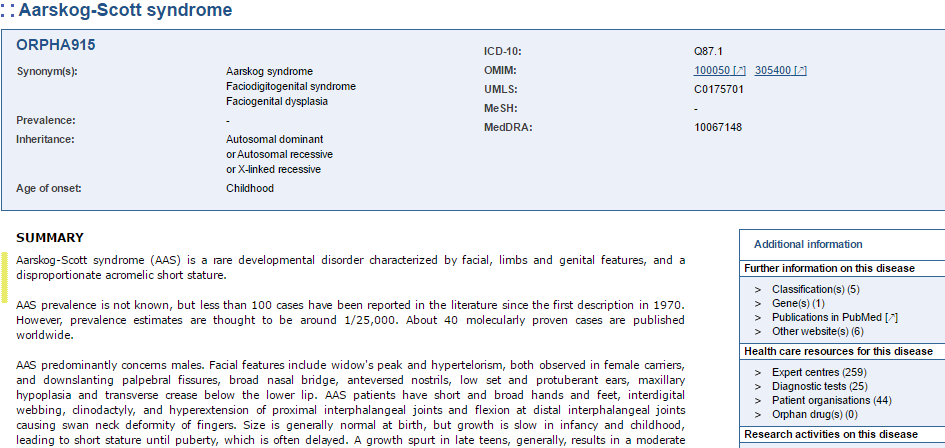 Aarskog-Scott syndrome
ORPHA915
Synonym(s):
Aarskog syndrome
Faciodigitogenital syndrome
Faciogenital dysplasia
Prevalence:
-
Inheritance:
Autosomal dominant
or Autosomal recessive
or X-linked recessive
Age of onset:
Childhood
ICD-10:
Q87.1
OMIM:
100050 [↗] 305400 [↗]
UMLS:
C0175701
MeSH:
-
MedDRA:
10067148
SUMMARY
Aarskog-Scott syndrome (AAS) is a rare developmental disorder characterized by facial, limbs and genital features, and a
disproportionate acromelic short stature.
AAS prevalence is not known, but less than 100 cases have been reported in the literature since the first description in 1970.
However, prevalence estimates are thought to be around 1/25,000. About 40 molecularly proven cases are published
worldwide.
AAS predominantly concerns males. Facial features include widow's peak and hypertelorism, both observed in female carriers,
and downslanting palpebral fissures, broad nasal bridge, anteversed nostrils, low set and protuberant ears, maxillary
hypoplasia and transverse crease below the lower lip. AAS patients have short and broad hands and feet, interdigital
webbing, clinodactyly, and hyperextension of proximal interphalangeal joints and flexion at distal interphalangeal joints
causing swan neck deformity of fingers. Size is generally normal at birth, but growth is slow in infancy and childhood,
leading to short stature until puberty, which is often delayed. A growth spurt in late teens, generally, results in a moderate
Additional information
Further information on this disease
> Classification(s) (5)
> Gene(s) (1)
> Publications in PubMed [↗]
> Other website(s) (6)
Health care resources for this disease
> Expert centres (259)
> Diagnostic tests (25)
> Patient organisations (44)
> Orphan drug(s) (0)
Research activities on this disease